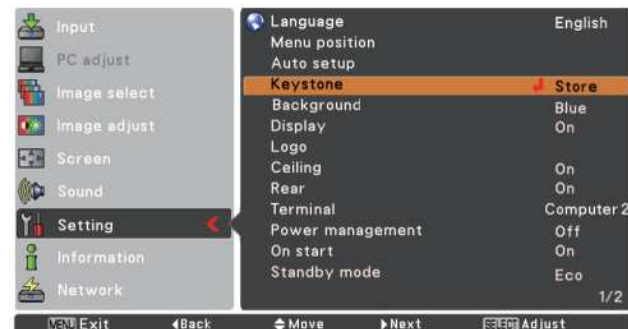 Input
PC adjust
Image select
Image adjust
Screen
Sound
Setting
Information
Network
Language English
Menu position
Auto setup
Keystone Store
Background Blue
Display On
Logo
Ceiling On
Rear On
Terminal Computer 2
Power management Off
On start On
Standby mode Eco
1/2
MENU Exit ◀Back Move ▶Next SELECT Adjust